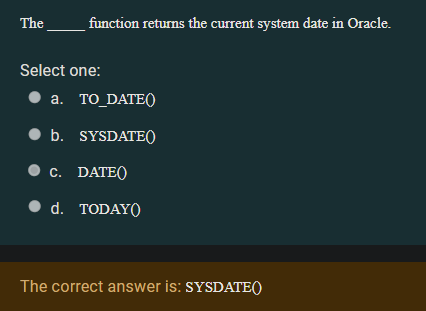 The _____ function returns the current system date in Oracle.
Select one:
a. TO_DATE()
b. SYSDATE()
c. DATE()
d. TODAY()
The correct answer is: SYSDATE()